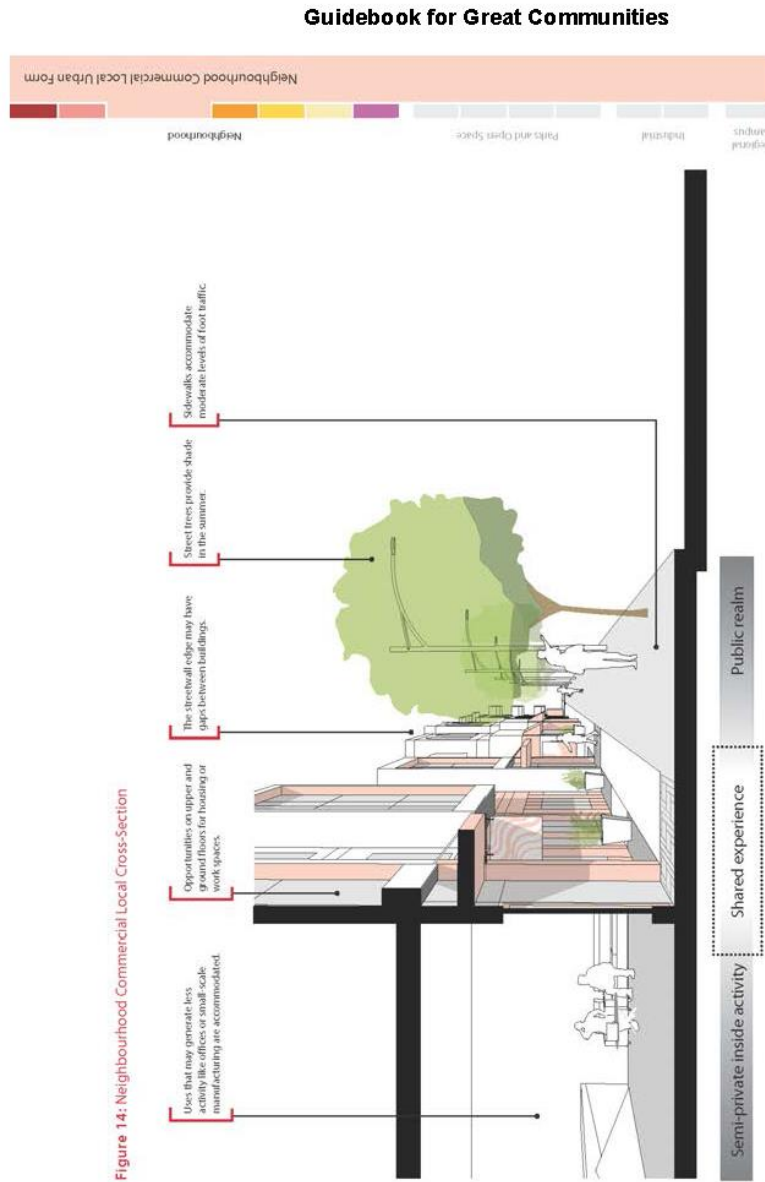 Guidebook for Great Communities
Neighbourhood Commercial Local Urban Form
Neighbourhood
Parks and Open Space
Industrial
Figure 14: Neighbourhood Commercial Local Cross-Section
Uses that may generate less
activity like offices or small-scale
manufacturing are accommodated.
Opportunities on upper and
ground floors for housing or
work spaces.
The streetwall edge may have
gaps between buildings.
Street trees provide shade
in the summer.
Sidewalks accommodate
moderate levels of foot traffic.
Semi-private inside activity
Shared experience
Public realm